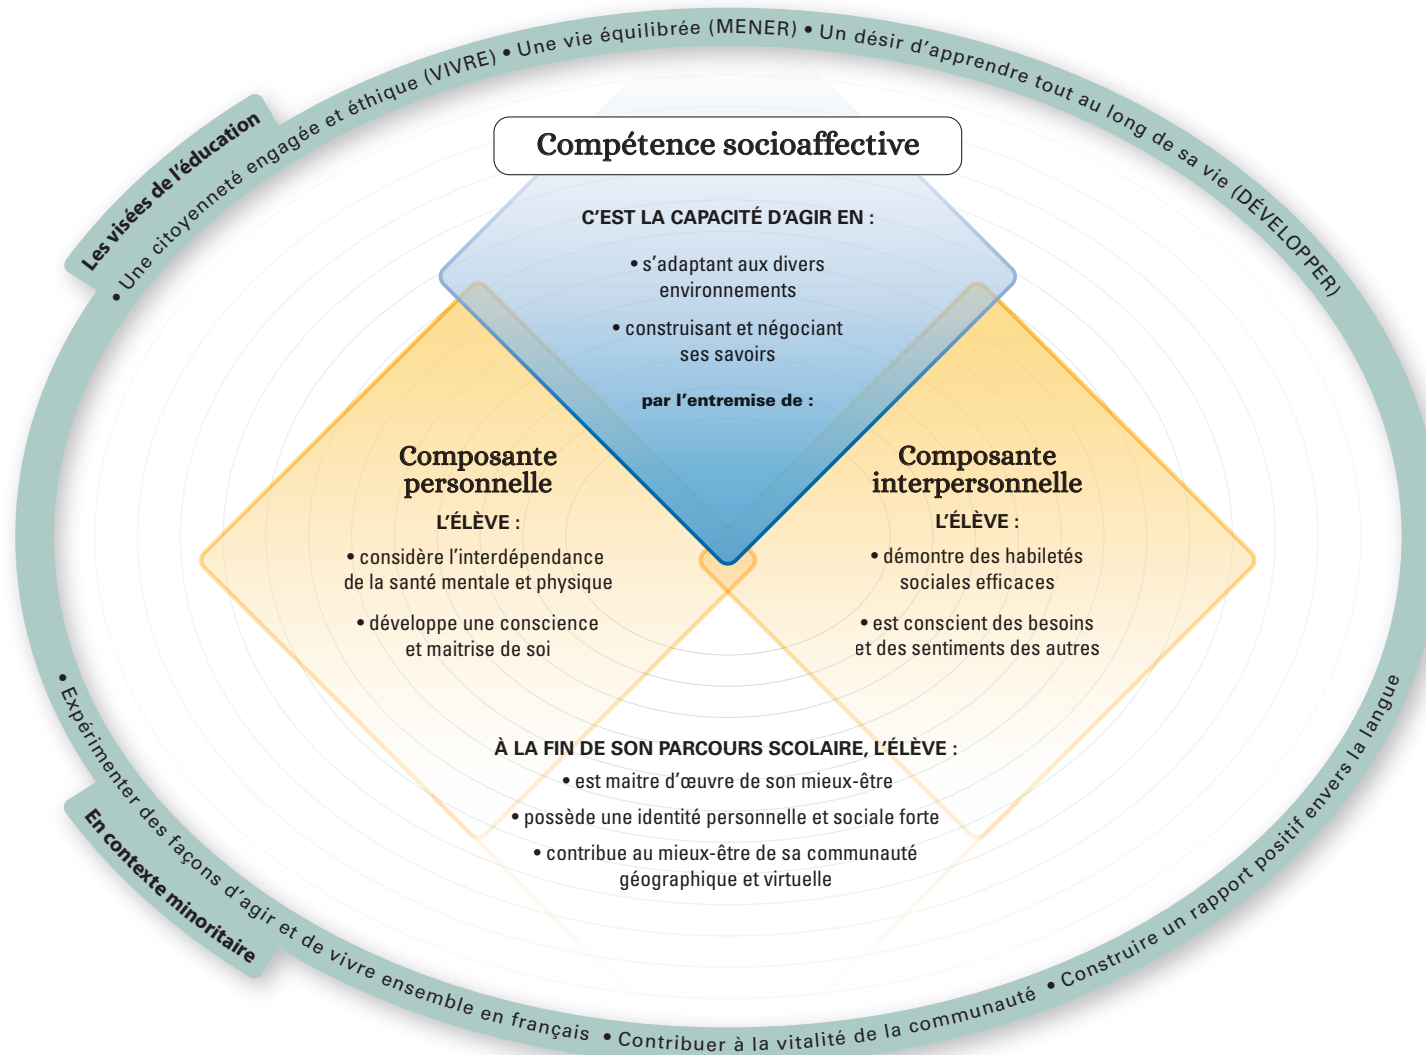 Les visées de l'éducation
• Une citoyenneté engagée et éthique (VIVRE) • Une vie équilibrée (MENER) • Un désir d'apprendre tout au long de sa vie (DÉVELOPPER)
Compétence socioaffective
C'EST LA CAPACITÉ D'AGIR EN :
• s'adaptant aux divers
environnements
• construisant et négociant
ses savoirs
par l'entremise de :
Composante
personnelle
L'ÉLÈVE :
• considère l'interdépendance
de la santé mentale et physique
• développe une conscience
et maitrise de soi
Composante
interpersonnelle
L'ÉLÈVE :
• démontre des habiletés
sociales efficaces
• est conscient des besoins
et des sentiments des autres
À LA FIN DE SON PARCOURS SCOLAIRE, L'ÉLÈVE :
• est maitre d'œuvre de son mieux-être
• possède une identité personnelle et sociale forte
• contribue au mieux-être de sa communauté
géographique et virtuelle
En contexte minoritaire
• Expérimenter des façons d'agir et de vivre ensemble en français • Contribuer à la vitalité de la communauté • Construire un rapport positif envers la langue